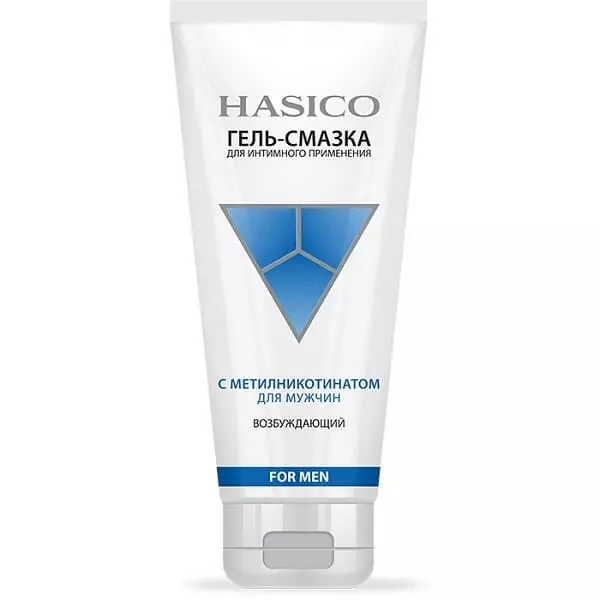 HASICO
ГЕЛЬ-СМАЗКА
ДЛЯ ИНТИМНОГО ПРИМЕНЕНИЯ
С МЕТИЛНИКОТИНАТОМ
ДЛЯ МУЖЧИН
ВОЗБУЖДАЮЩИЙ
FOR MEN